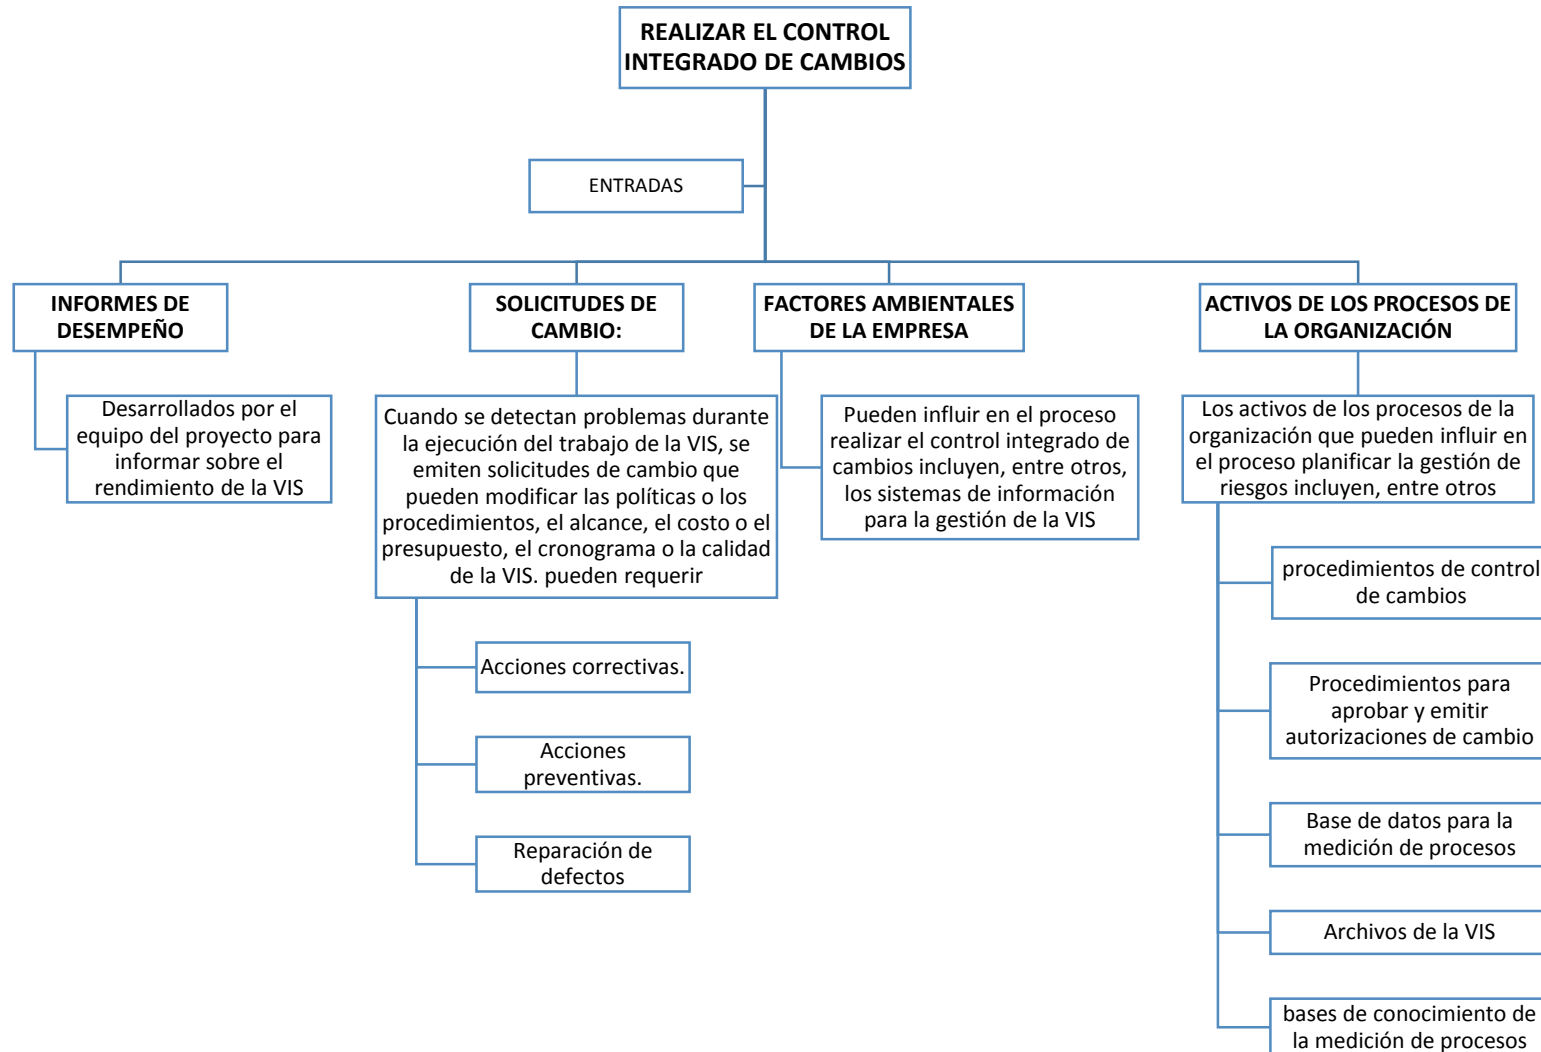 REALIZAR EL CONTROL
INTEGRADO DE CAMBIOS
ENTRADAS
INFORMES DE
DESEMPEÑO
Desarrollados por el
equipo del proyecto para
informar sobre el
rendimiento de la VIS
SOLICITUDES DE
CAMBIO:
Cuando se detectan problemas durante
la ejecución del trabajo de la VIS, se
emiten solicitudes de cambio que
pueden modificar las políticas o los
procedimientos, el alcance, el costo o el
presupuesto, el cronograma o la calidad
de la VIS. pueden requerir
Acciones correctivas.
Acciones
preventivas.
Reparación de
defectos
FACTORES AMBIENTALES
DE LA EMPRESA
Pueden influir en el proceso
realizar el control integrado de
cambios incluyen, entre otros,
los sistemas de información
para la gestión de la VIS
ACTIVOS DE LOS PROCESOS DE
LA ORGANIZACIÓN
Los activos de los procesos de la
organización que pueden influir en
el proceso planificar la gestión de
riesgos incluyen, entre otros
procedimientos de control
de cambios
Procedimientos para
aprobar y emitir
autorizaciones de cambio
Base de datos para la
medición de procesos
Archivos de la VIS
bases de conocimiento de
la medición de procesos